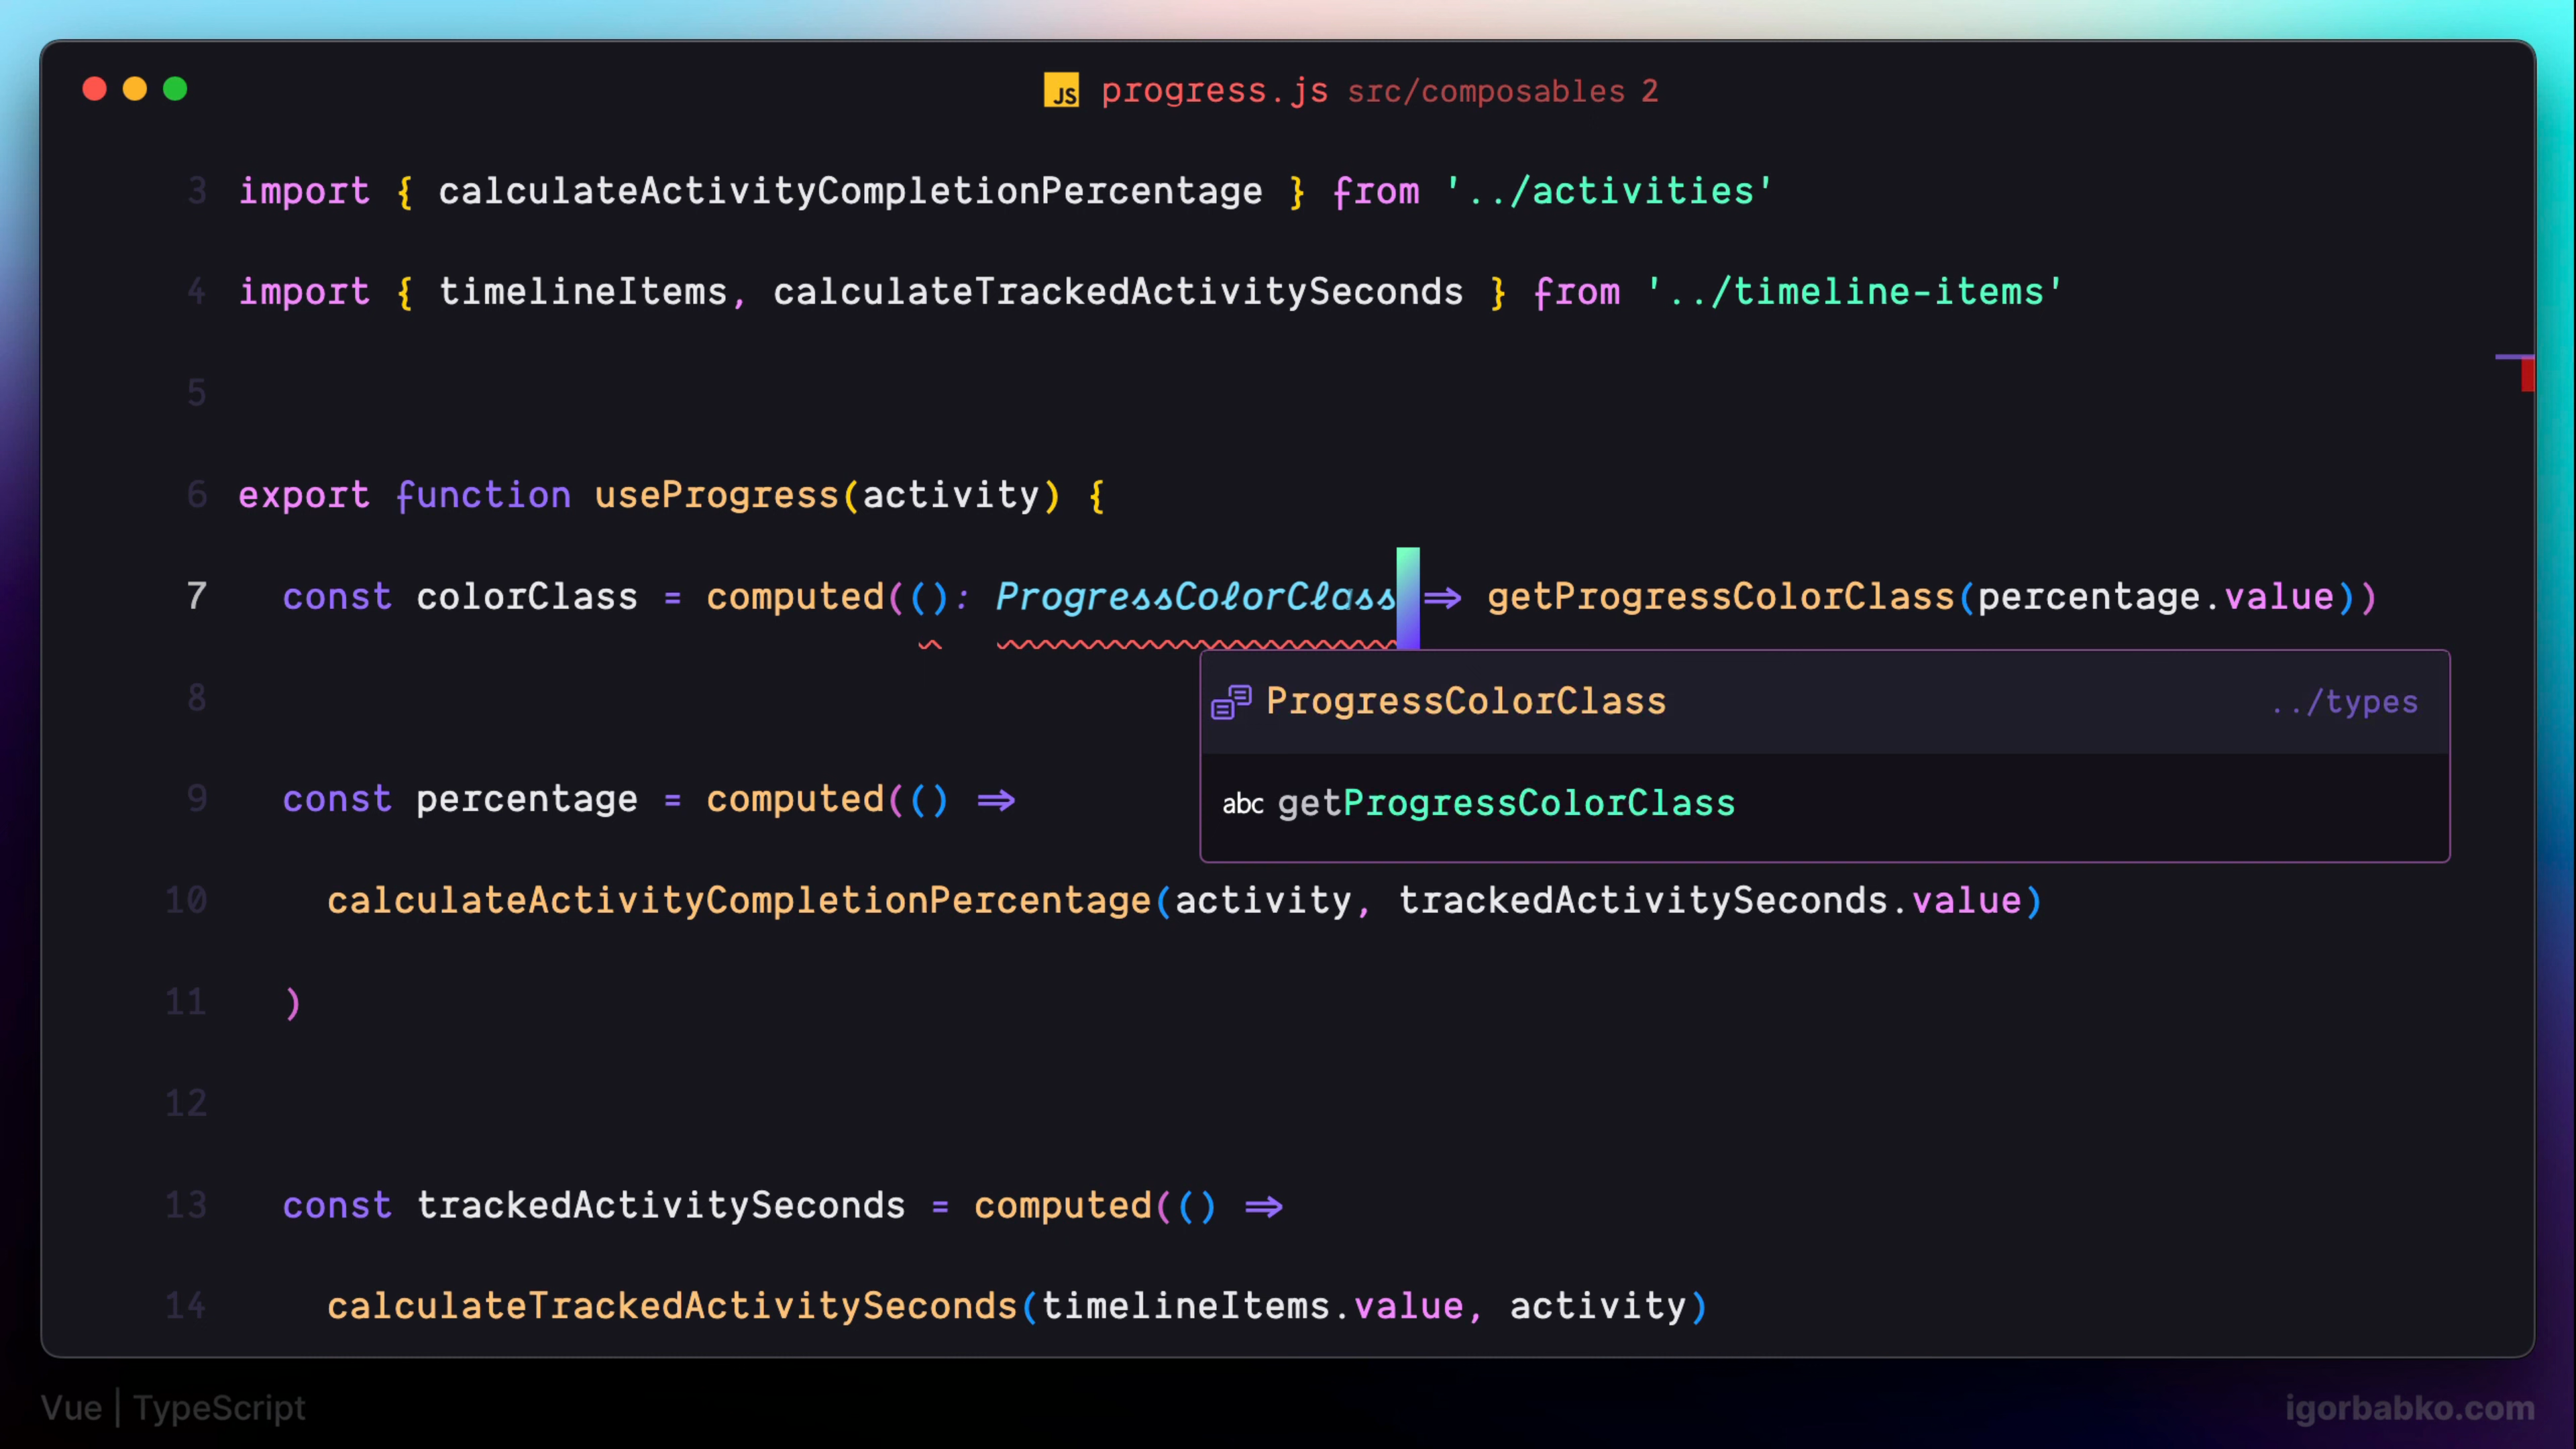 JS progress.js src/composables 2
3 import { calculateActivityCompletionPercentage } from '../activities'
4 import { timelineItems, calculateTrackedActivitySeconds } from '../timeline-items'
5
6 export function useProgress(activity) {
7 const colorClass = computed((): ProgressColorClass ⇒ getProgressColorClass(percentage.value))
ProgressColorClass ../types
8
abc getProgressColorClass
9 const percentage = computed(() ⇒
10 calculateActivityCompletionPercentage(activity, trackedActivitySeconds.value)
11 )
12
13 const trackedActivitySeconds = computed(() ⇒
14 calculateTrackedActivitySeconds(timelineItems.value, activity)
Vue | TypeScript
igorbabko.com